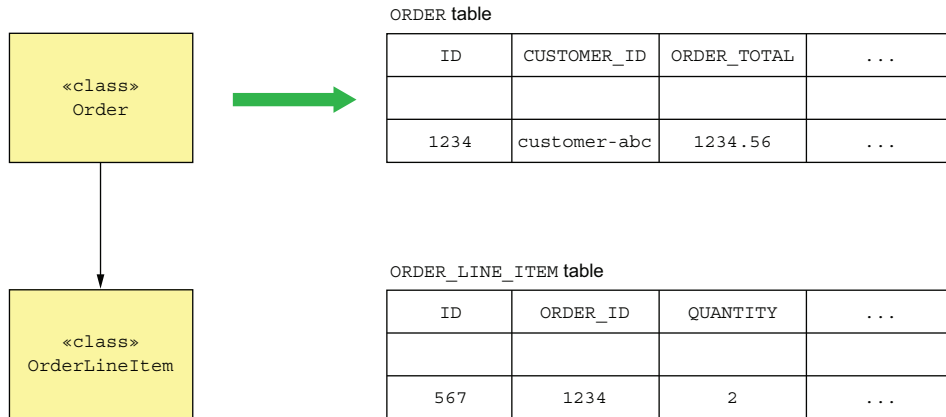 ORDER table
ID CUSTOMER_ID ORDER_TOTAL ...
1234 customer-abc 1234.56 ...
«class»
Order
ORDER_LINE_ITEM table
ID ORDER_ID QUANTITY ...
567 1234 2 ...
«class»
OrderLineItem